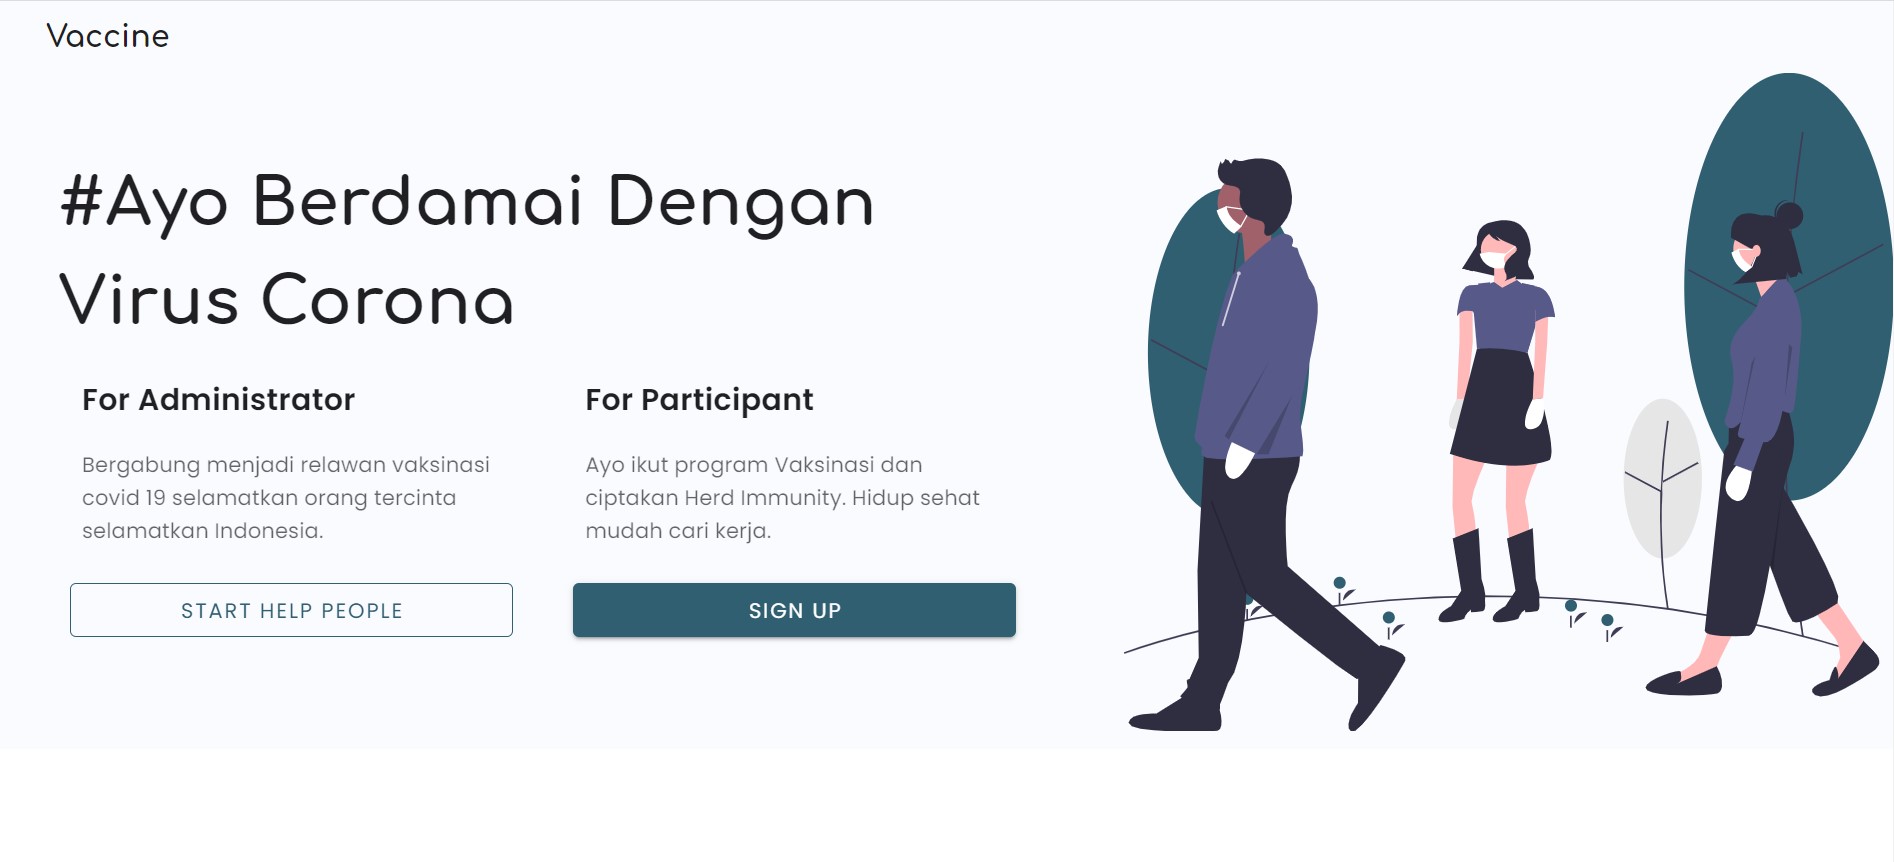 Vaccine
#Ayo Berdamai Dengan
Virus Corona
For Administrator
Bergabung menjadi relawan vaksinasi
covid 19 selamatkan orang tercinta
selamatkan Indonesia.
START HELP PEOPLE
For Participant
Ayo ikut program Vaksinasi dan
ciptakan Herd Immunity. Hidup sehat
mudah cari kerja.
SIGN UP